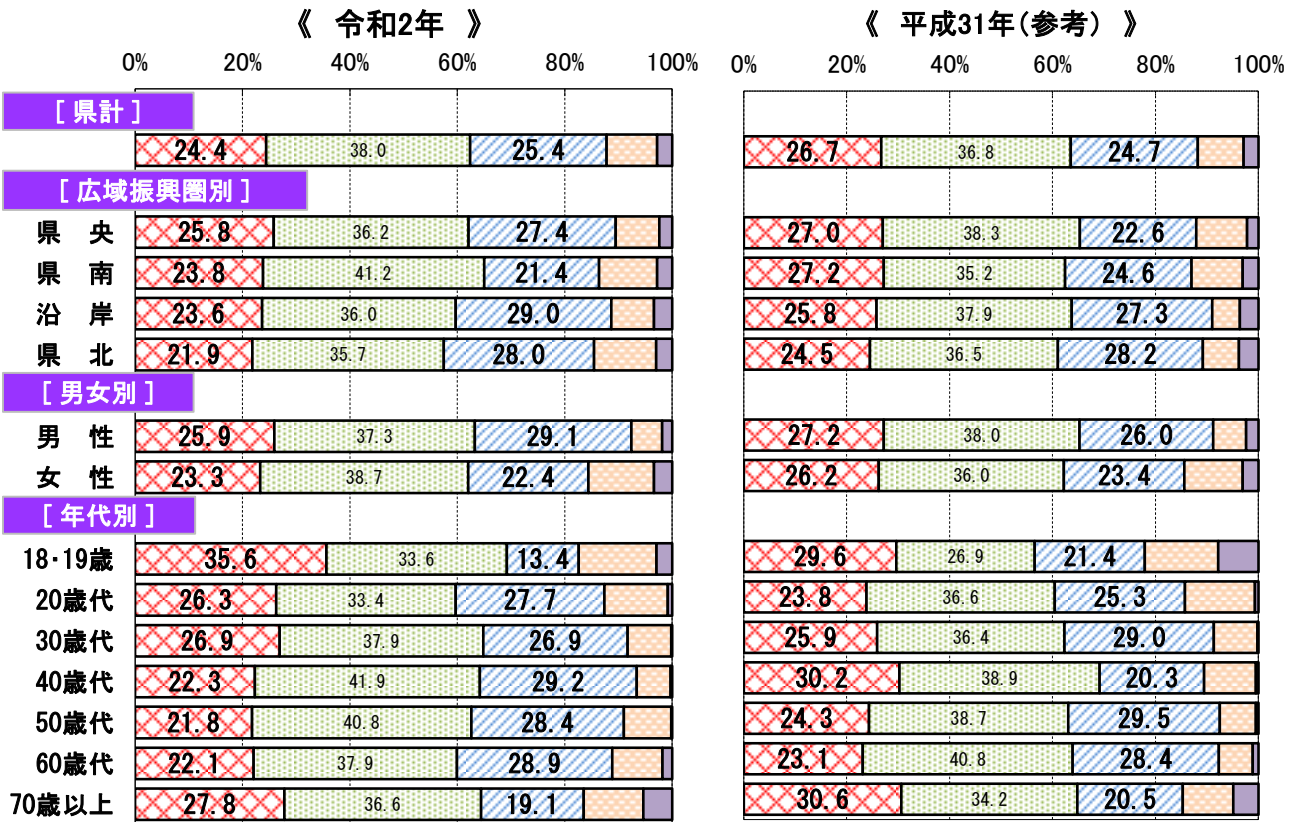 《 令和2年 》 《 平成31年(参考) 》
0% 20% 40% 60% 80% 100% 0% 20% 40% 60% 80% 100%
[ 県計 ]
24.4 38.0 25.4 26.7 36.8 24.7
[ 広域振興圏別 ]
県 央 25.8 36.2 27.4 27.0 38.3 22.6
県 南 23.8 41.2 21.4 27.2 35.2 24.6
沿 岸 23.6 36.0 29.0 25.8 37.9 27.3
県 北 21.9 35.7 28.0 24.5 36.5 28.2
[ 男女別 ]
男 性 25.9 37.3 29.1 27.2 38.0 26.0
女 性 23.3 38.7 22.4 26.2 36.0 23.4
[ 年代別 ]
18・19歳 35.6 33.6 13.4 29.6 26.9 21.4
20歳代 26.3 33.4 27.7 23.8 36.6 25.3
30歳代 26.9 37.9 26.9 25.9 36.4 29.0
40歳代 22.3 41.9 29.2 30.2 38.9 20.3
50歳代 21.8 40.8 28.4 24.3 38.7 29.5
60歳代 22.1 37.9 28.9 23.1 40.8 28.4
70歳以上 27.8 36.6 19.1 30.6 34.2 20.5